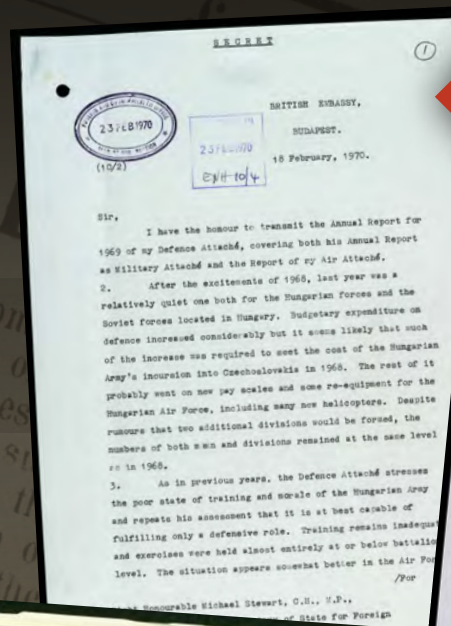 SECRET
1
BRITISH EMBASSY,
BUDAPEST.
23 FEB 1970
23 FEB 1970
18 February, 1970.
(10/2)
ENH 10/4
Sir,
I have the honour to transmit the Annual Report for
1969 of my Defence Attaché, covering both his Annual Report
as Military Attaché and the Report of my Air Attaché.
2. After the excitements of 1968, last year was a
relatively quiet one both for the Hungarian forces and the
Soviet forces located in Hungary. Budgetary expenditure on
defence increased considerably but it seems likely that much
of the increase was required to meet the cost of the Hungarian
Army's incursion into Czechoslovakia in 1968. The rest of it
probably went on new pay scales and some re-equipment for the
Hungarian Air Force, including many new helicopters. Despite
rumours that two additional divisions would be formed, the
numbers of both men and divisions remained at the same level
as in 1968.
3. As in previous years, the Defence Attaché stresses
the poor state of training and morale of the Hungarian Army
and repeats his assessment that it is at best capable of
fulfilling only a defensive role. Training remains inadequat
and exercises were held almost entirely at or below battalio
level. The situation appears somewhat better in the Air For
/For
Honourable Michael Stewart, C.H., M.P.,
of State for Foreign